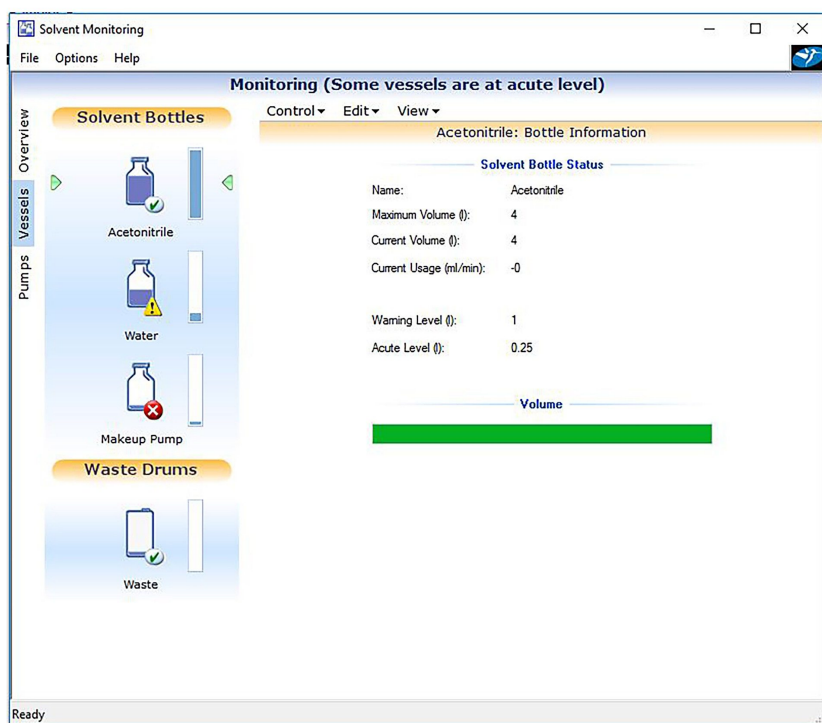 Solvent Monitoring
File Options Help
Monitoring (Some vessels are at acute level)
Overview
Vessels
Pumps
Solvent Bottles
Acetonitrile
Water
Makeup Pump
Waste Drums
Waste
Control Edit View
Acetonitrile: Bottle Information
Solvent Bottle Status
Name: Acetonitrile
Maximum Volume (l): 4
Current Volume (l): 4
Current Usage (ml/min): -0
Warning Level (l): 1
Acute Level (l): 0.25
Volume
Ready